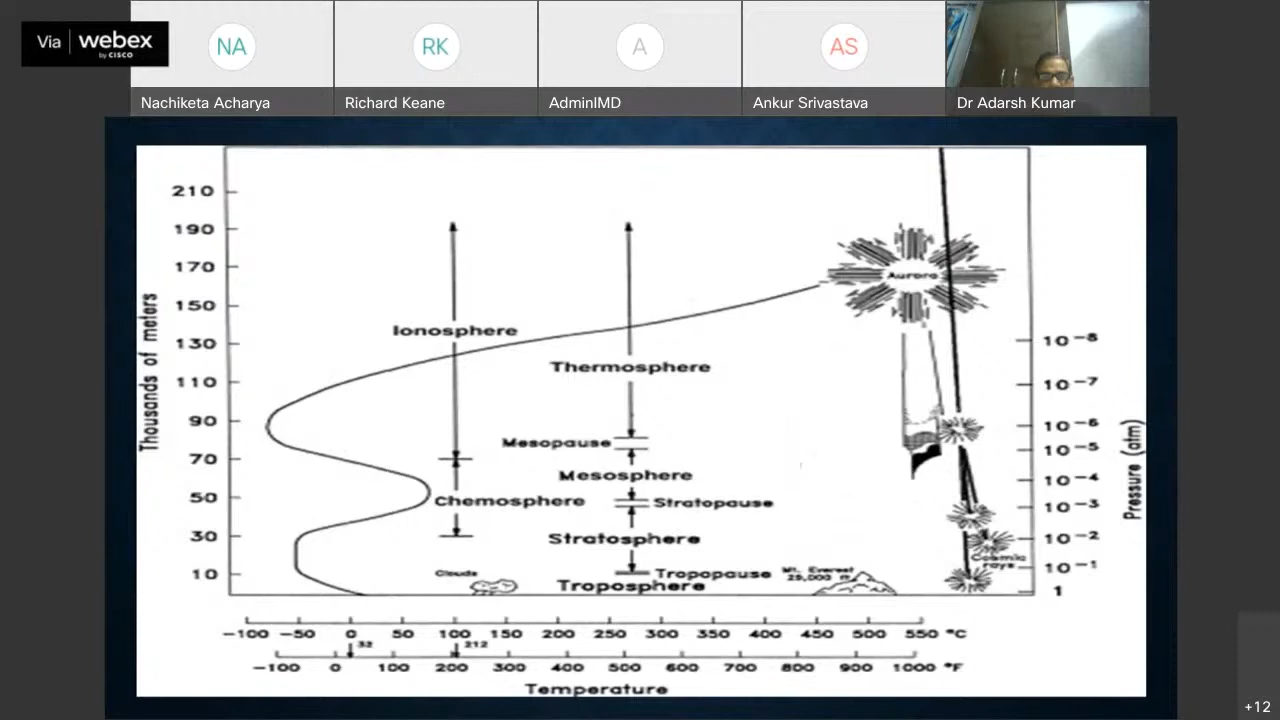 Via webex
by CISCO
NA
RK
A
AS
Nachiketa Acharya
Richard Keane
AdminIMD
Ankur Srivastava
Dr Adarsh Kumar
210
190
170
150
130
110
90
70
50
30
10
Thousands of meters
Aurora
Ionosphere
Thermosphere
Mesopause
Mesosphere
Chemosphere
Stratopause
Stratosphere
Clouds
Tropopause
Troposphere
Mt. Everest
29,000 ft.
Cosmic
rays
10−8
10−7
10−6
10−5
10−4
10−3
10−2
10−1
1
Pressure (atm)
−100 −50 0 50 100 150 200 250 300 350 400 450 500 550 °C
32 212
−100 0 100 200 300 400 500 600 700 800 900 1000 °F
Temperature
+12